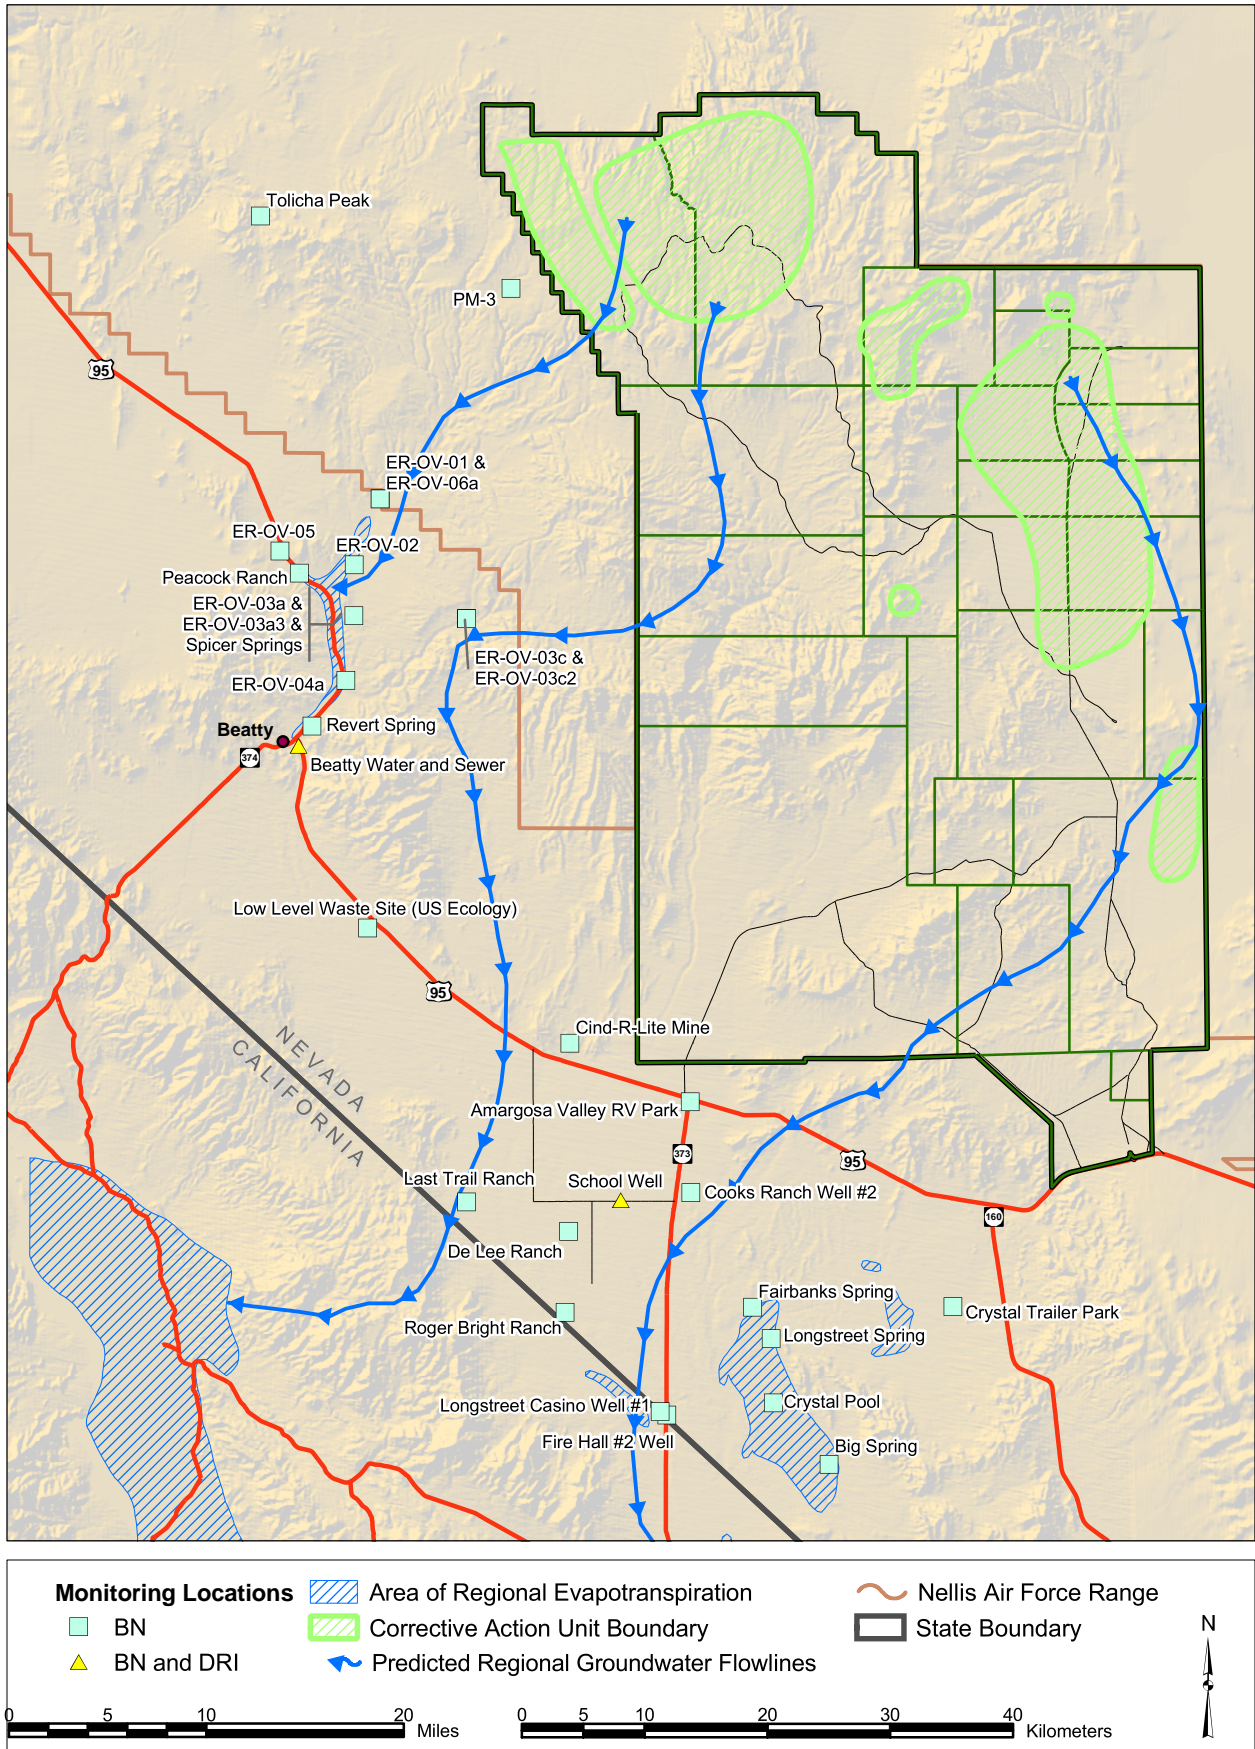 Tolicha Peak
PM-3
95
ER-OV-01 &
ER-OV-06a
ER-OV-05
ER-OV-02
Peacock Ranch
ER-OV-03a &
ER-OV-03a3 &
Spicer Springs
ER-OV-03c &
ER-OV-03c2
ER-OV-04a
Revert Spring
Beatty
374
Beatty Water and Sewer
Low Level Waste Site (US Ecology)
95
Cind-R-Lite Mine
NEVADA
CALIFORNIA
Amargosa Valley RV Park
373
95
Last Trail Ranch
School Well
Cooks Ranch Well #2
160
De Lee Ranch
Fairbanks Spring
Crystal Trailer Park
Roger Bright Ranch
Longstreet Spring
Longstreet Casino Well #1
Crystal Pool
Fire Hall #2 Well
Big Spring
Monitoring Locations
BN
BN and DRI
Area of Regional Evapotranspiration
Corrective Action Unit Boundary
Predicted Regional Groundwater Flowlines
Nellis Air Force Range
State Boundary
N
0 5 10 20 Miles
0 5 10 20 30 40 Kilometers